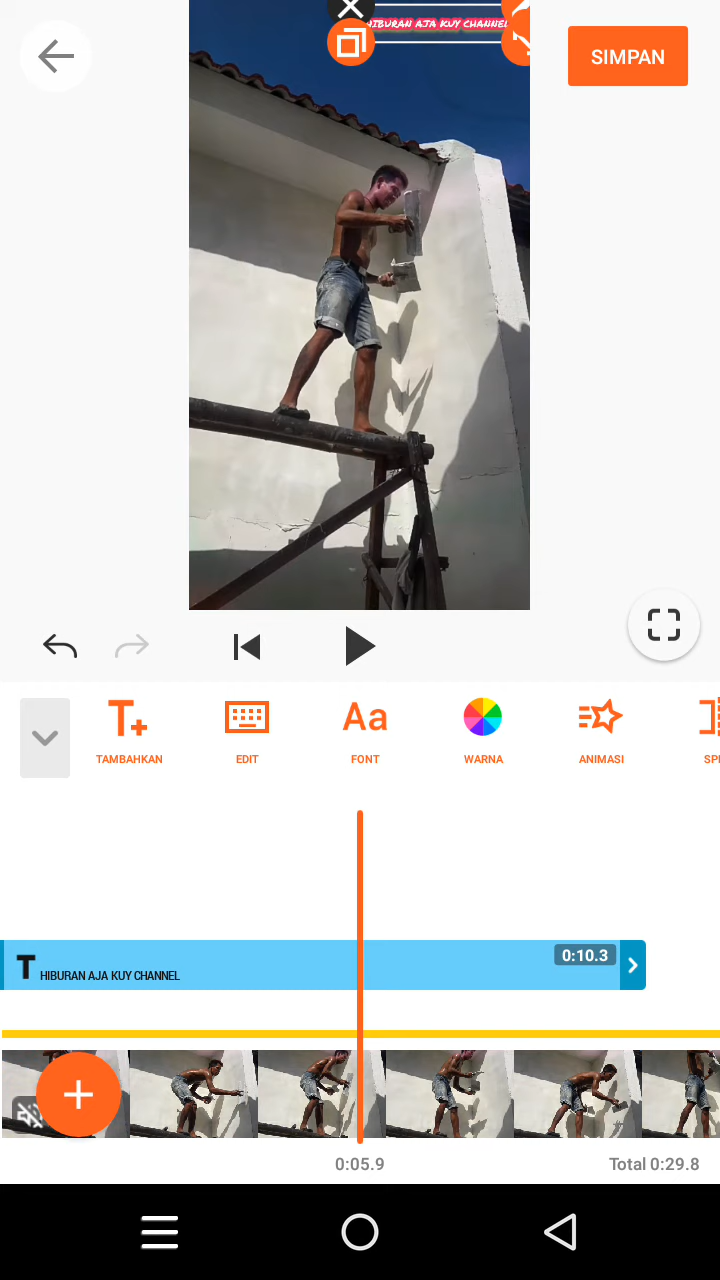 HIBURAN AJA KUY CHANNEL
SIMPAN
TAMBAHKAN
EDIT
Aa
FONT
WARNA
ANIMASI
0:10.3
T HIBURAN AJA KUY CHANNEL
0:05.9
Total 0:29.8